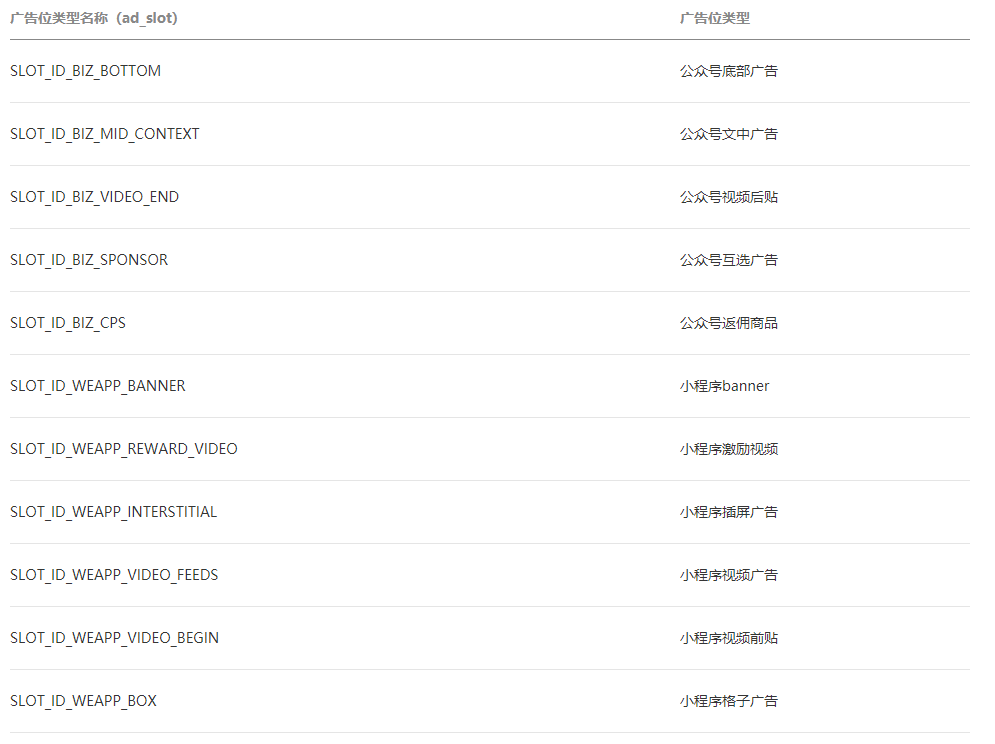 广告位类型名称（ad_slot） 广告位类型
SLOT_ID_BIZ_BOTTOM 公众号底部广告
SLOT_ID_BIZ_MID_CONTEXT 公众号文中广告
SLOT_ID_BIZ_VIDEO_END 公众号视频后贴
SLOT_ID_BIZ_SPONSOR 公众号互选广告
SLOT_ID_BIZ_CPS 公众号返佣商品
SLOT_ID_WEAPP_BANNER 小程序banner
SLOT_ID_WEAPP_REWARD_VIDEO 小程序激励视频
SLOT_ID_WEAPP_INTERSTITIAL 小程序插屏广告
SLOT_ID_WEAPP_VIDEO_FEEDS 小程序视频广告
SLOT_ID_WEAPP_VIDEO_BEGIN 小程序视频前贴
SLOT_ID_WEAPP_BOX 小程序格子广告